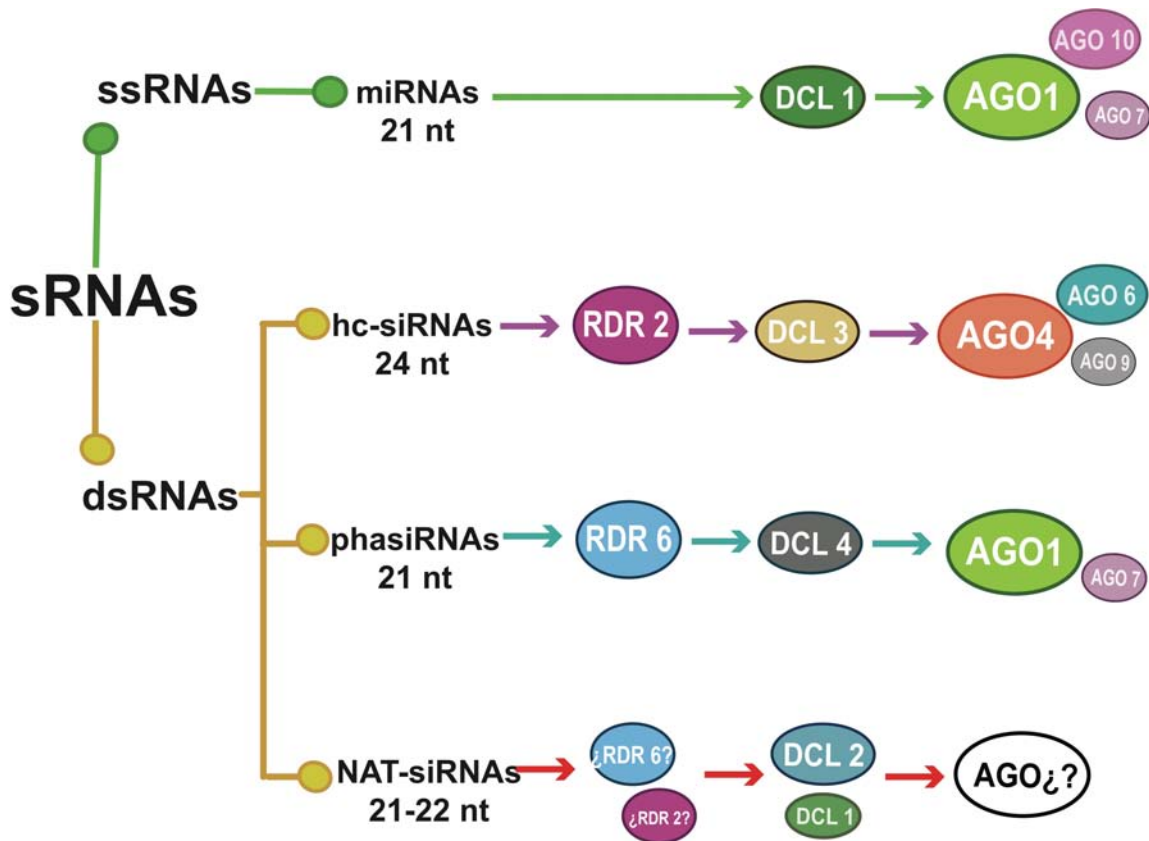 ssRNAs
miRNAs
21 nt
DCL 1
AGO1
AGO 10
AGO 7
sRNAs
hc-siRNAs
24 nt
RDR 2
DCL 3
AGO4
AGO 6
AGO 9
dsRNAs
phasiRNAs
21 nt
RDR 6
DCL 4
AGO1
AGO 7
NAT-siRNAs
21-22 nt
¿RDR 6?
¿RDR 2?
DCL 2
DCL 1
AGO¿?